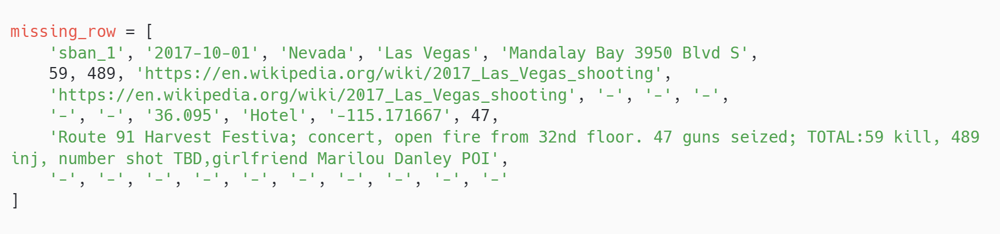 missing_row = [
    'sban_1', '2017-10-01', 'Nevada', 'Las Vegas', 'Mandalay Bay 3950 Blvd S',
    59, 489, 'https://en.wikipedia.org/wiki/2017_Las_Vegas_shooting',
    'https://en.wikipedia.org/wiki/2017_Las_Vegas_shooting', '-', '-', '-',
    '-', '-', '36.095', 'Hotel', '-115.171667', 47,
    'Route 91 Harvest Festiva; concert, open fire from 32nd floor. 47 guns seized; TOTAL:59 kill, 489
inj, number shot TBD,girlfriend Marilou Danley POI',
    '-', '-', '-', '-', '-', '-', '-', '-', '-', '-'
]